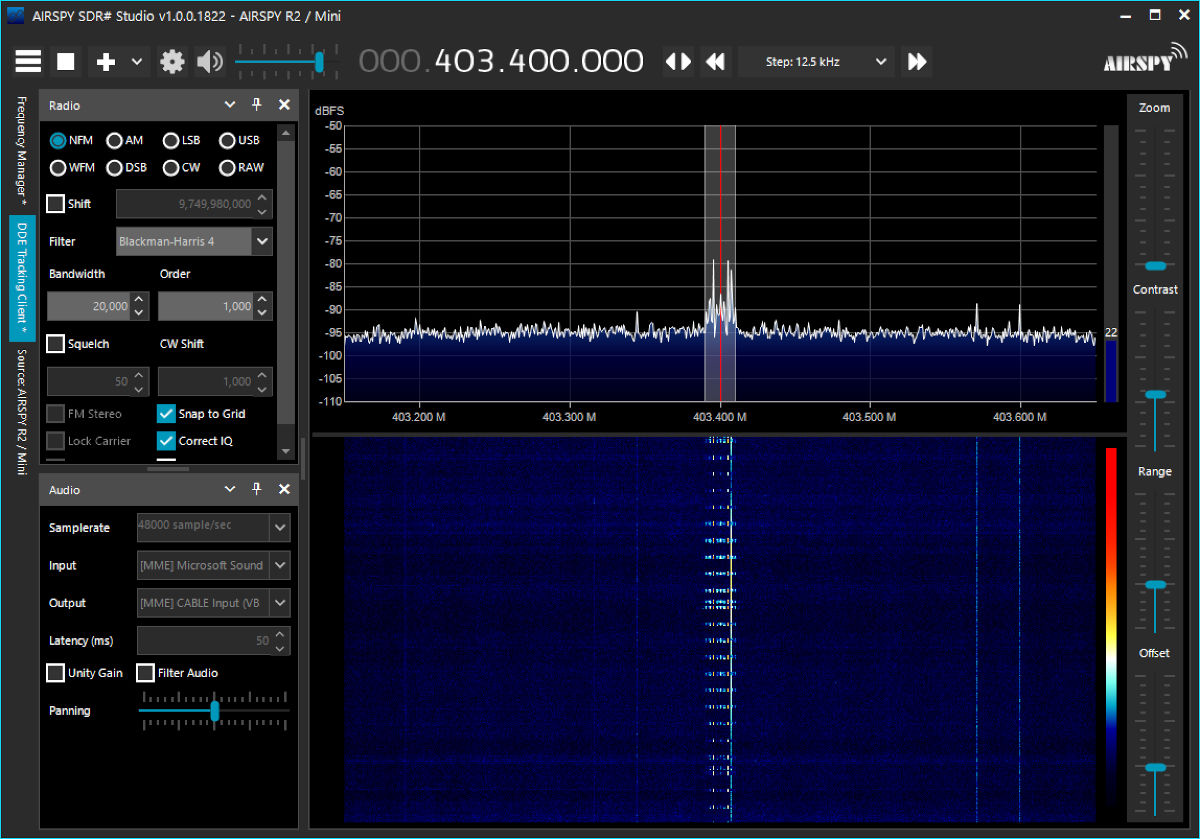 AIRSPY SDR# Studio v1.0.0.1822 - AIRSPY R2 / Mini
000.403.400.000
Step: 12.5 kHz
AIRSPY
Frequency Manager *
DDE Tracking Client *
Source: AIRSPY R2 / Mini
Radio
NFM AM LSB USB
WFM DSB CW RAW
Shift 9,749,980,000
Filter Blackman-Harris 4
Bandwidth Order
20,000 1,000
Squelch CW Shift
50 1,000
FM Stereo Snap to Grid
Lock Carrier Correct IQ
Audio
Samplerate 48000 sample/sec
Input [MME] Microsoft Sound
Output [MME] CABLE Input (VB
Latency (ms) 50
Unity Gain Filter Audio
Panning
dBFS
-50
-55
-60
-65
-70
-75
-80
-85
-90
-95
-100
-105
-110
403.200 M 403.300 M 403.400 M 403.500 M 403.600 M
22
Zoom
Contrast
Range
Offset